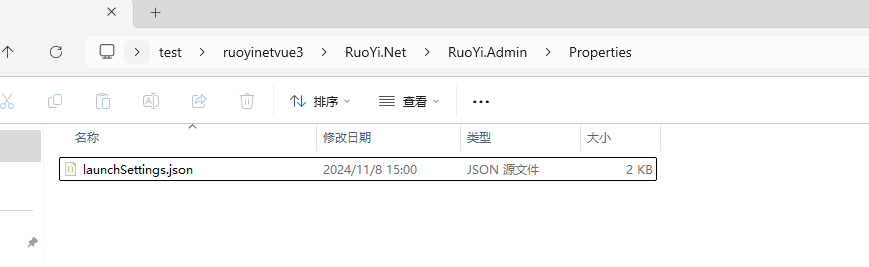 test > ruoyinetvue3 > RuoYi.Net > RuoYi.Admin > Properties
排序 查看
名称 修改日期 类型 大小
launchSettings.json 2024/11/8 15:00 JSON 源文件 2 KB